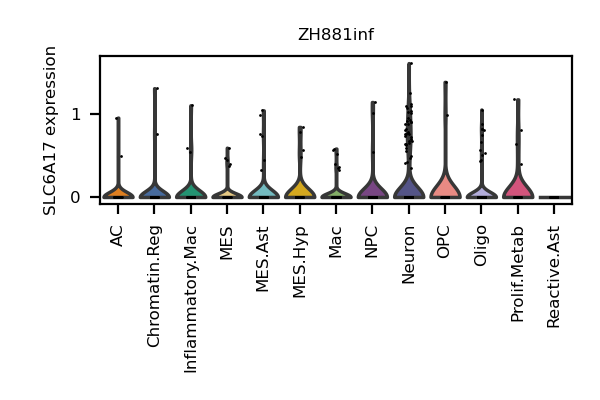 ZH881inf
SLC6A17 expression
1
0
AC
Chromatin.Reg
Inflammatory.Mac
MES
MES.Ast
MES.Hyp
Mac
NPC
Neuron
OPC
Oligo
Prolif.Metab
Reactive.Ast